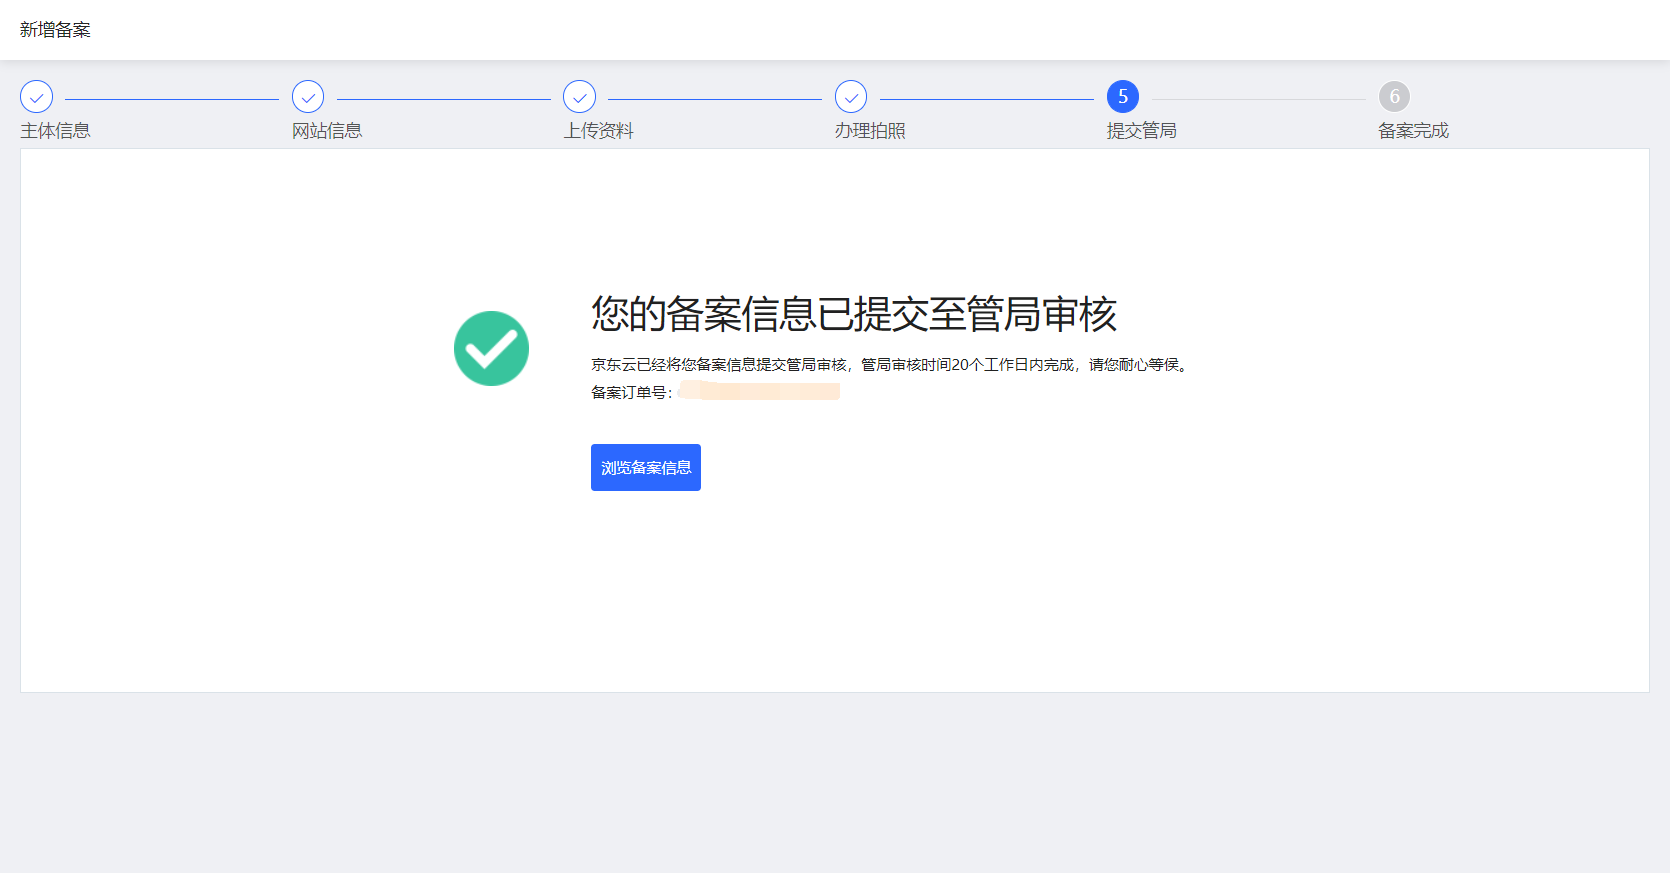 新增备案
主体信息
网站信息
上传资料
办理拍照
5
提交管局
6
备案完成
您的备案信息已提交至管局审核
京东云已经将您备案信息提交管局审核，管局审核时间20个工作日内完成，请您耐心等侯。
备案订单号：
浏览备案信息